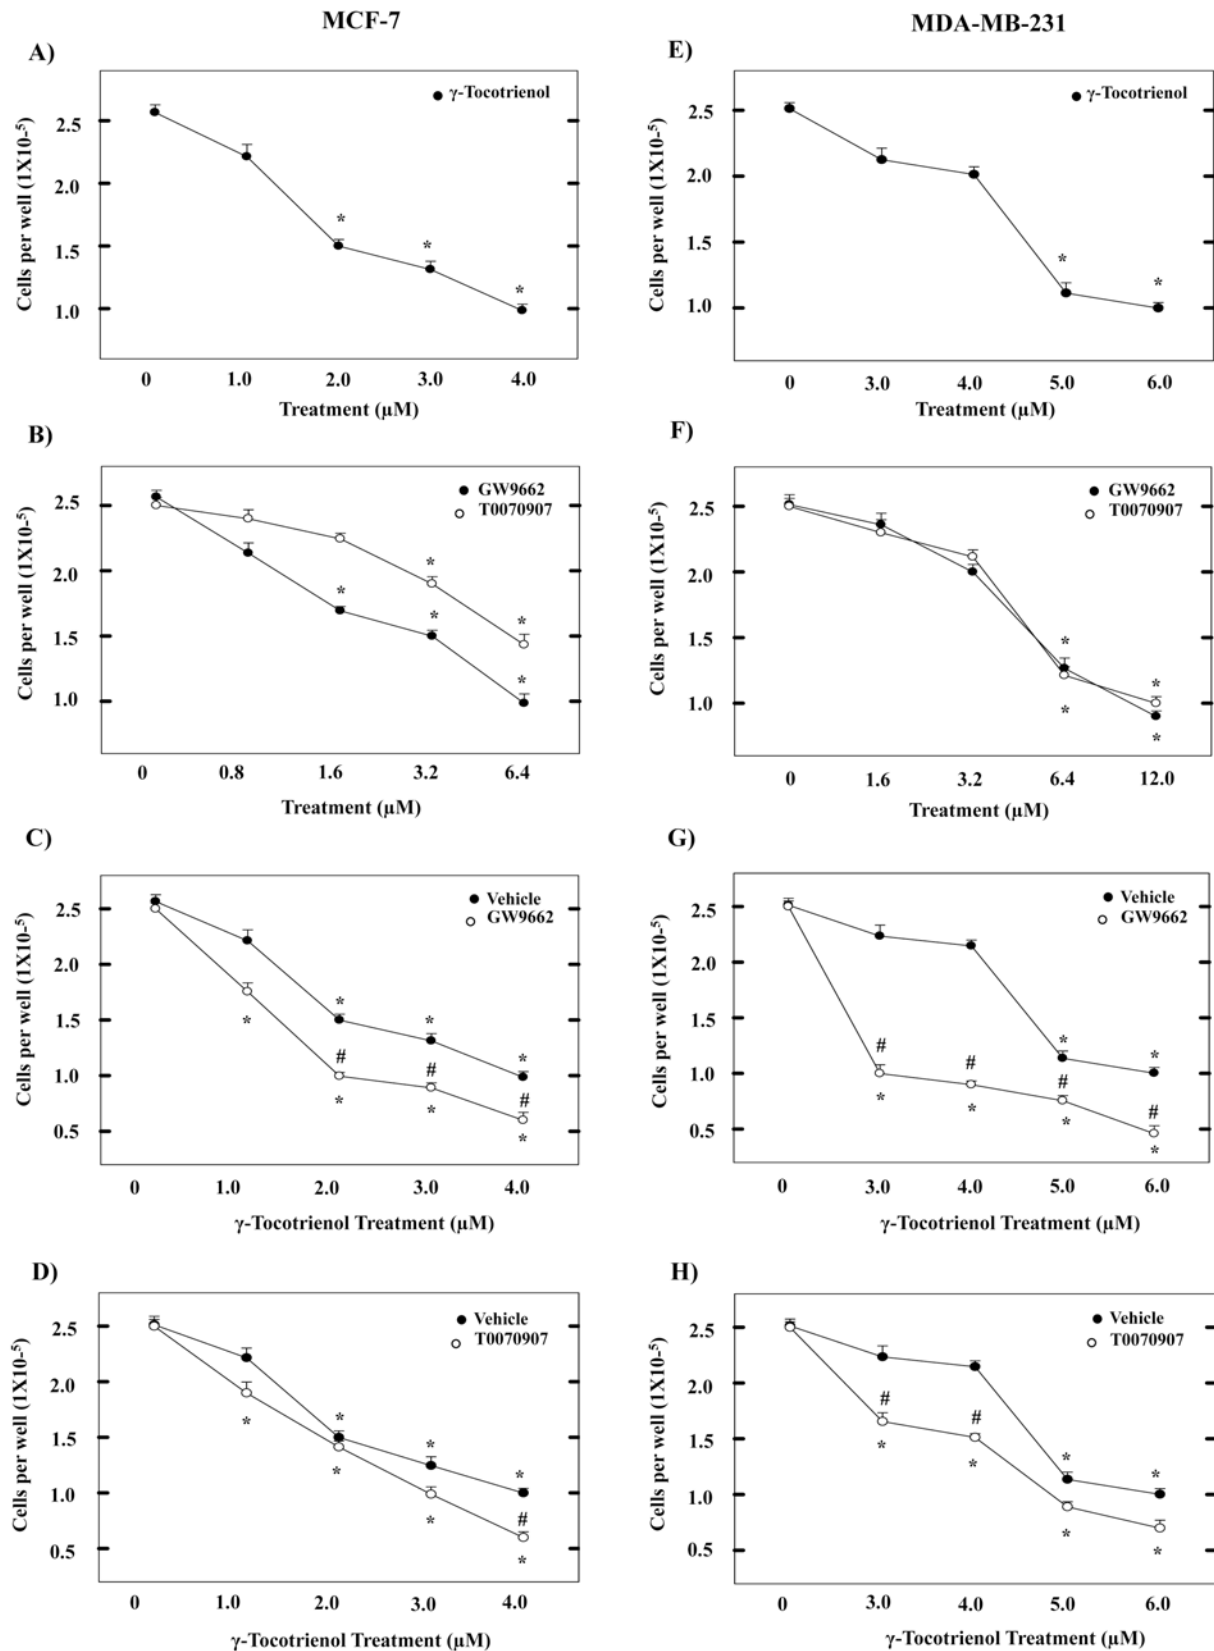 MCF-7
MDA-MB-231
A)
γ-Tocotrienol
Cells per well (1X10-⁵)
2.5
2.0
1.5
1.0
*
*
*
0 1.0 2.0 3.0 4.0
Treatment (µM)
E)
γ-Tocotrienol
Cells per well (1X10-⁵)
2.5
2.0
1.5
1.0
*
*
0 3.0 4.0 5.0 6.0
Treatment (µM)
B)
GW9662
T0070907
Cells per well (1X10-⁵)
2.5
2.0
1.5
1.0
*
*
*
*
*
0 0.8 1.6 3.2 6.4
Treatment (µM)
F)
GW9662
T0070907
Cells per well (1X10-⁵)
2.5
2.0
1.5
1.0
*
*
*
*
0 1.6 3.2 6.4 12.0
Treatment (µM)
C)
Vehicle
GW9662
Cells per well (1X10-⁵)
2.5
2.0
1.5
1.0
0.5
* * *
# # #
* * * *
0 1.0 2.0 3.0 4.0
γ-Tocotrienol Treatment (µM)
G)
Vehicle
GW9662
Cells per well (1X10-⁵)
2.5
2.0
1.5
1.0
0.5
* *
# # # #
* * * *
0 3.0 4.0 5.0 6.0
γ-Tocotrienol Treatment (µM)
D)
Vehicle
T0070907
Cells per well (1X10-⁵)
2.5
2.0
1.5
1.0
0.5
* * *
#
* * * *
0 1.0 2.0 3.0 4.0
γ-Tocotrienol Treatment (µM)
H)
Vehicle
T0070907
Cells per well (1X10-⁵)
2.5
2.0
1.5
1.0
0.5
# #
* *
* * * *
0 3.0 4.0 5.0 6.0
γ-Tocotrienol Treatment (µM)